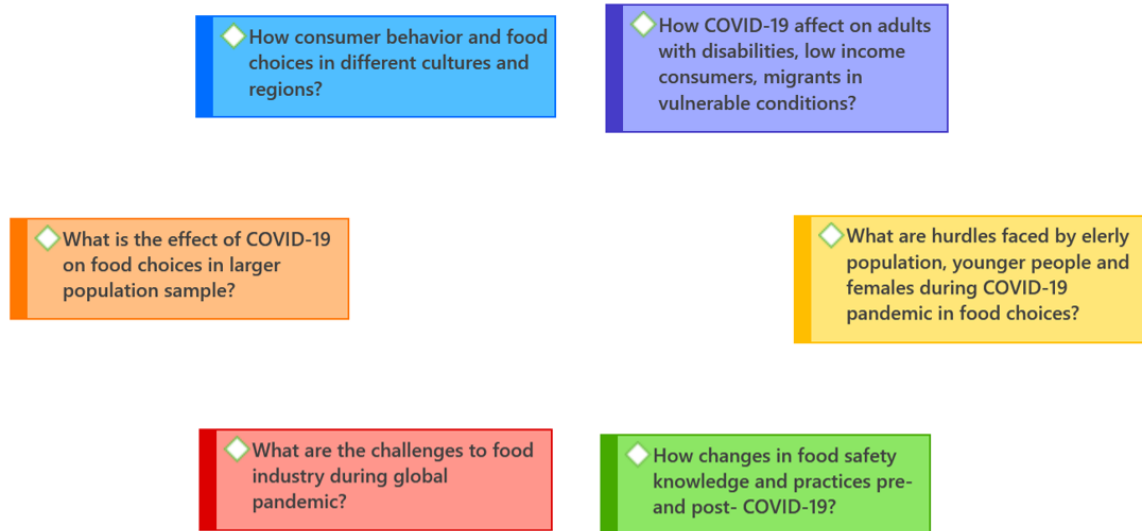 How consumer behavior and food
choices in different cultures and
regions?
How COVID-19 affect on adults
with disabilities, low income
consumers, migrants in
vulnerable conditions?
What is the effect of COVID-19
on food choices in larger
population sample?
What are hurdles faced by elerly
population, younger people and
females during COVID-19
pandemic in food choices?
What are the challenges to food
industry during global
pandemic?
How changes in food safety
knowledge and practices pre-
and post- COVID-19?